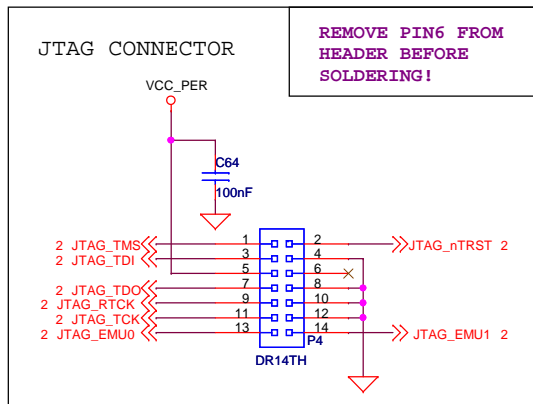 JTAG CONNECTOR
REMOVE PIN6 FROM
HEADER BEFORE
SOLDERING!
VCC_PER
C64
100nF
2 JTAG_TMS 1 2 JTAG_nTRST 2
2 JTAG_TDI 3 4
5 6
2 JTAG_TDO 7 8
2 JTAG_RTCK 9 10
2 JTAG_TCK 11 12
2 JTAG_EMU0 13 14 JTAG_EMU1 2
P4
DR14TH